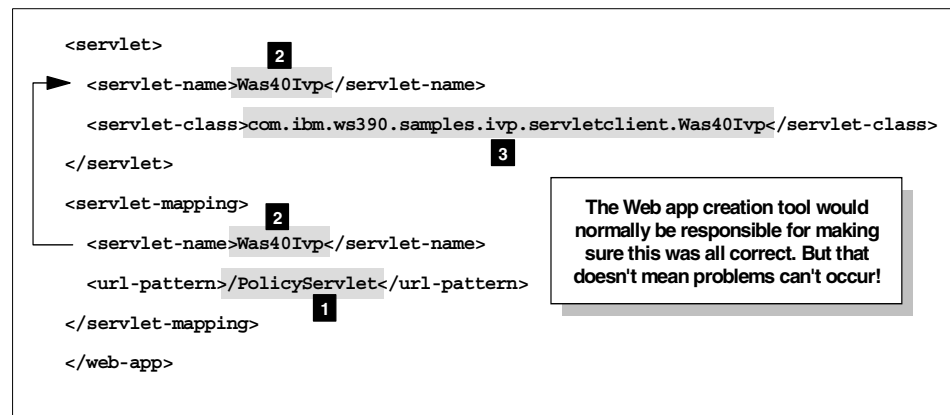 <servlet>
2
<servlet-name>Was40Ivp</servlet-name>
<servlet-class>com.ibm.ws390.samples.ivp.servletclient.Was40Ivp</servlet-class>
3
</servlet>
<servlet-mapping>
2
<servlet-name>Was40Ivp</servlet-name>
<url-pattern>/PolicyServlet</url-pattern>
1
</servlet-mapping>
</web-app>
The Web app creation tool would
normally be responsible for making
sure this was all correct. But that
doesn't mean problems can't occur!